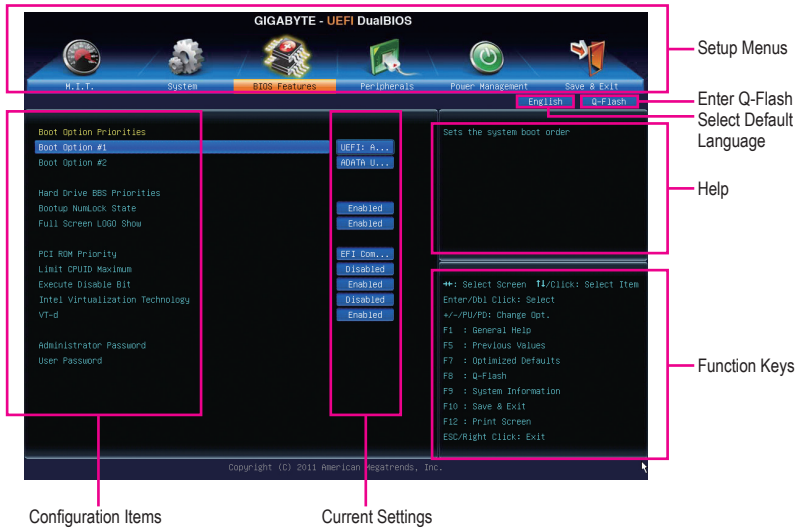 GIGABYTE - UEFI DualBIOS
Setup Menus
M.I.T. System BIOS Features Peripherals Power Management Save & Exit
English Q-Flash
Enter Q-Flash
Select Default
Language
Boot Option Priorities
Boot Option #1 UEFI: A...
Boot Option #2 ADATA U...
Hard Drive BBS Priorities
Bootup NumLock State Enabled
Full Screen LOGO Show Enabled
PCI ROM Priority EFI Com...
Limit CPUID Maximum Disabled
Execute Disable Bit Enabled
Intel Virtualization Technology Disabled
VT-d Enabled
Administrator Password
User Password
Sets the system boot order
Help
→←: Select Screen ↑↓/Click: Select Item
Enter/Dbl Click: Select
+/-/PU/PD: Change Opt.
F1 : General Help
F5 : Previous Values
F7 : Optimized Defaults
F8 : Q-Flash
F9 : System Information
F10 : Save & Exit
F12 : Print Screen
ESC/Right Click: Exit
Function Keys
Copyright (C) 2011 American Megatrends, Inc.
Configuration Items
Current Settings